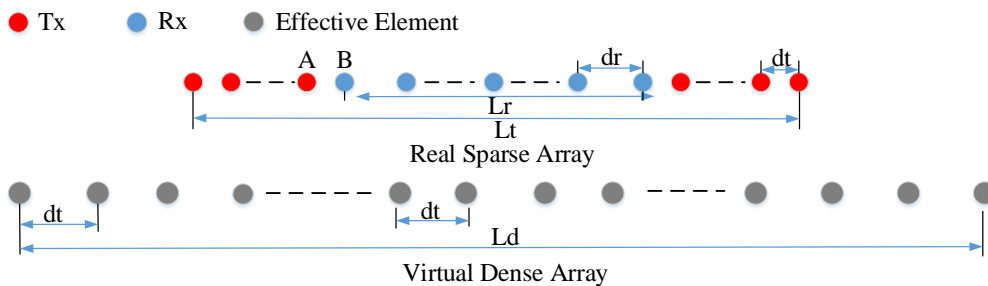 Tx Rx Effective Element
A B dr dt
Lr
Lt
Real Sparse Array
dt dt
Ld
Virtual Dense Array